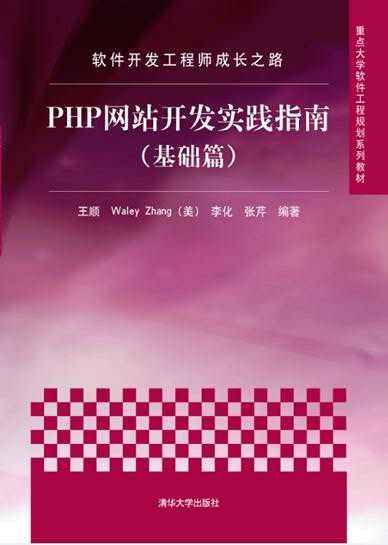 重点大学软件工程规划系列教材
软件开发工程师成长之路
PHP网站开发实践指南
(基础篇)
王顺 Waley Zhang(美) 李化 张芹 编著
清华大学出版社